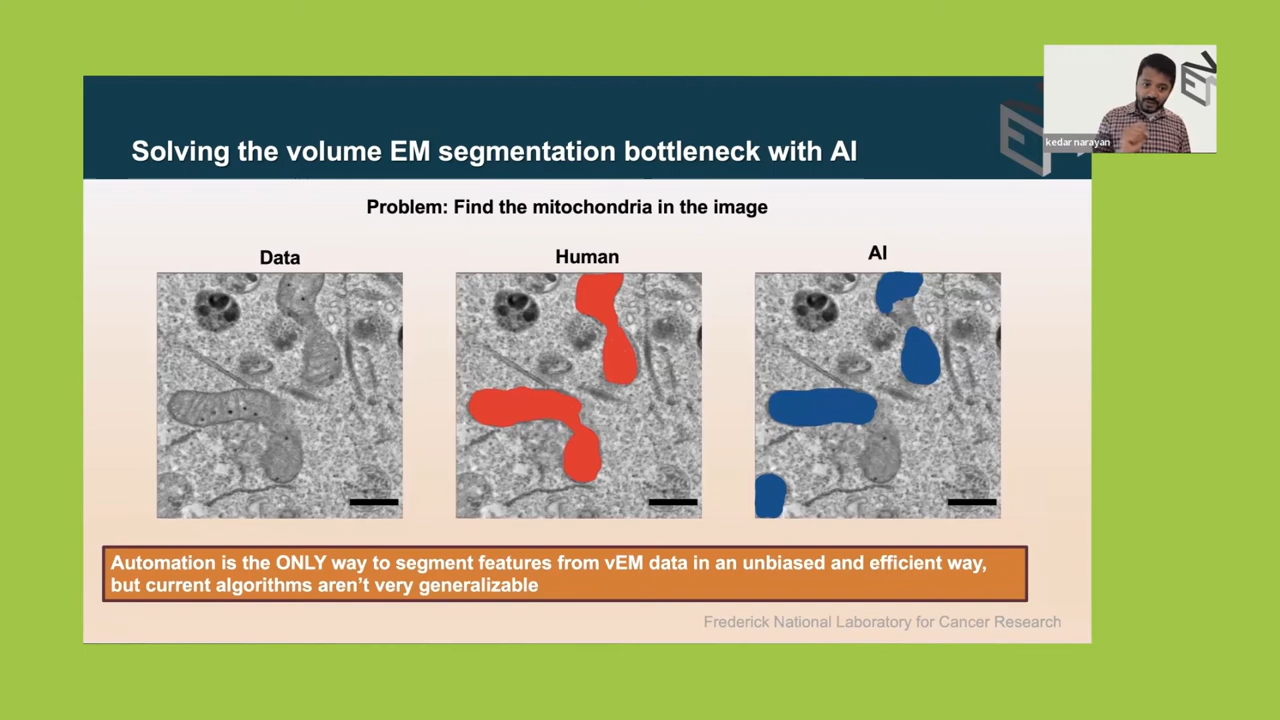 Solving the volume EM segmentation bottleneck with AI
kedar narayan
Problem: Find the mitochondria in the image
Data
Human
AI
Automation is the ONLY way to segment features from vEM data in an unbiased and efficient way,
but current algorithms aren't very generalizable
Frederick National Laboratory for Cancer Research